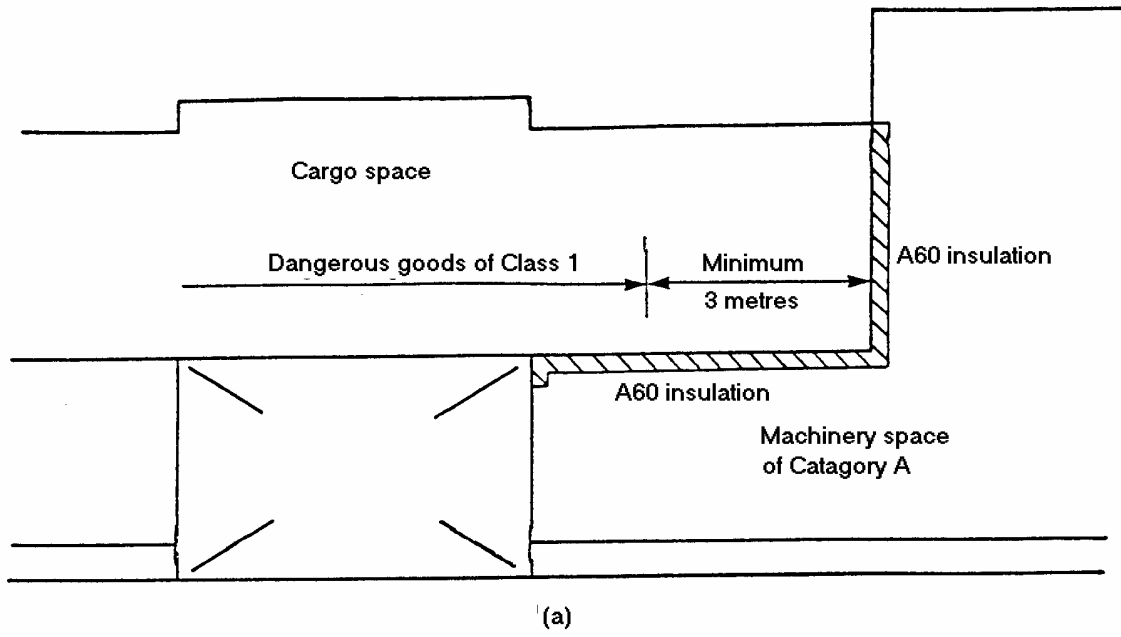 Cargo space
Dangerous goods of Class 1
Minimum
3 metres
A60 insulation
A60 insulation
Machinery space
of Catagory A
(a)